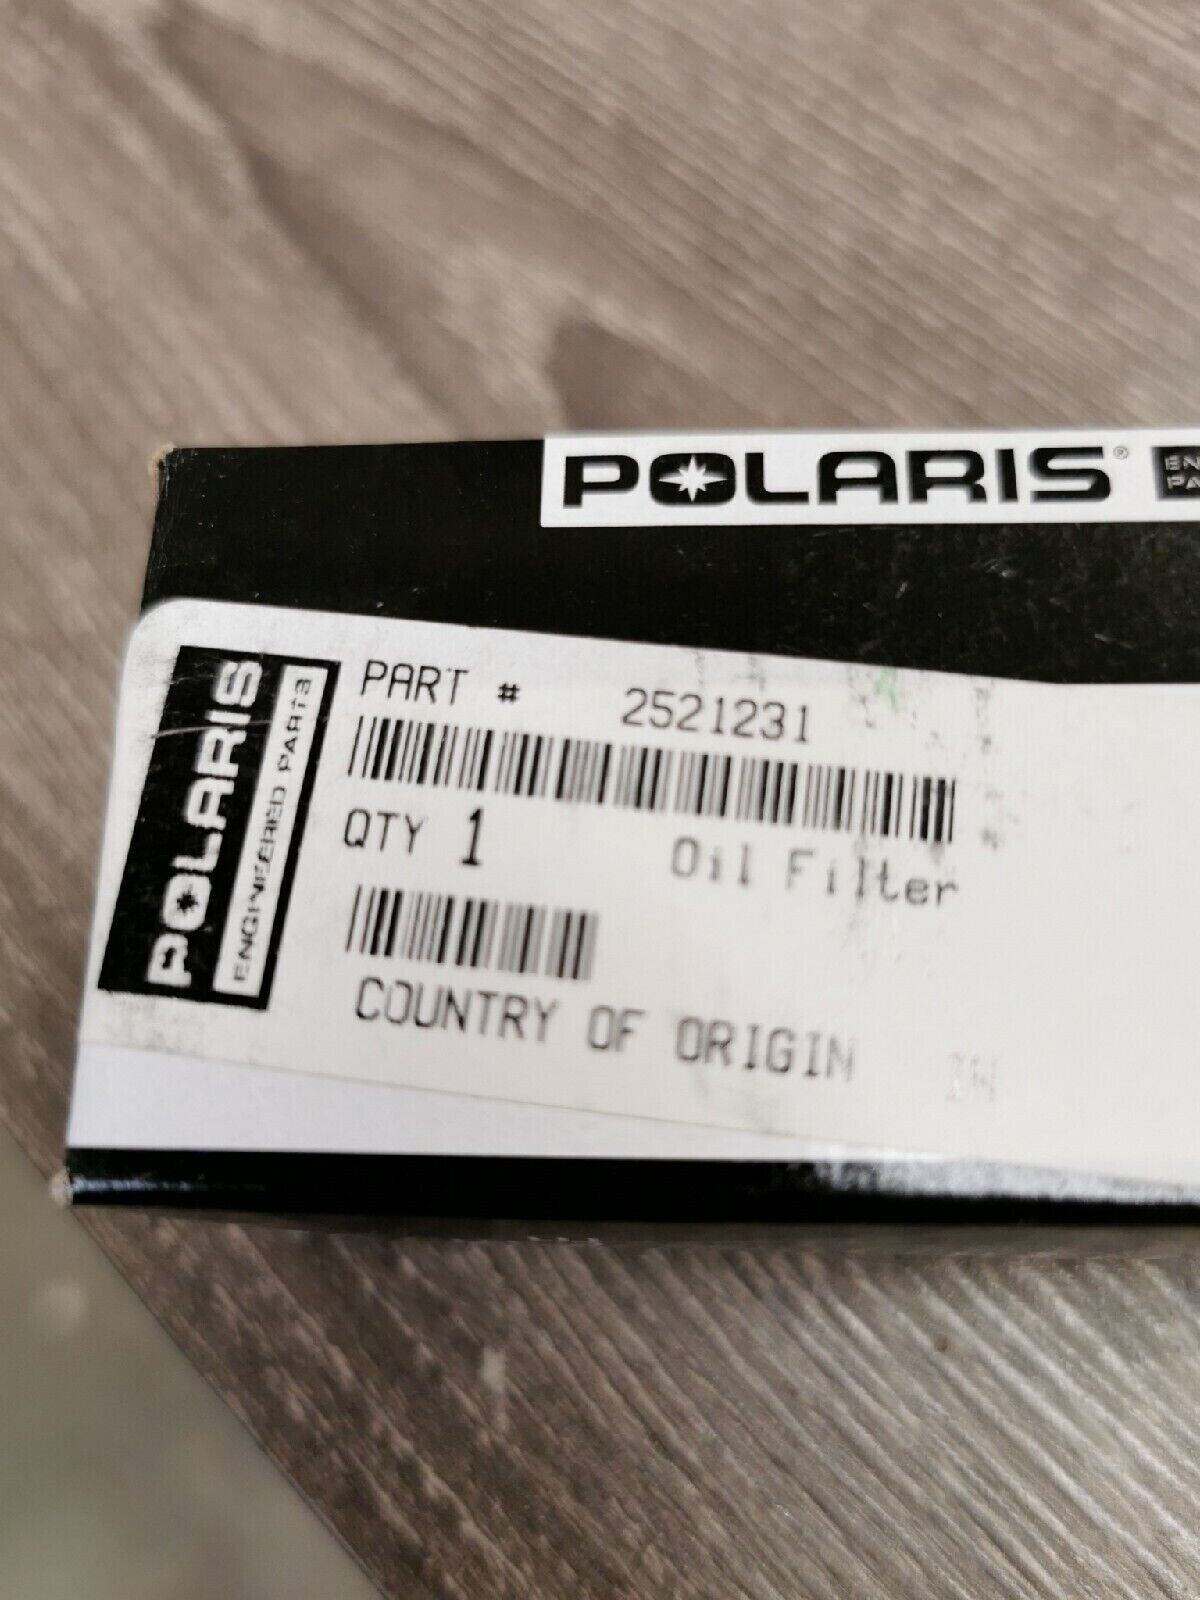 POLARIS®
POLARIS
ENGINEERED PARTS
PART # 2521231
QTY 1 Oil Filter
COUNTRY OF ORIGIN